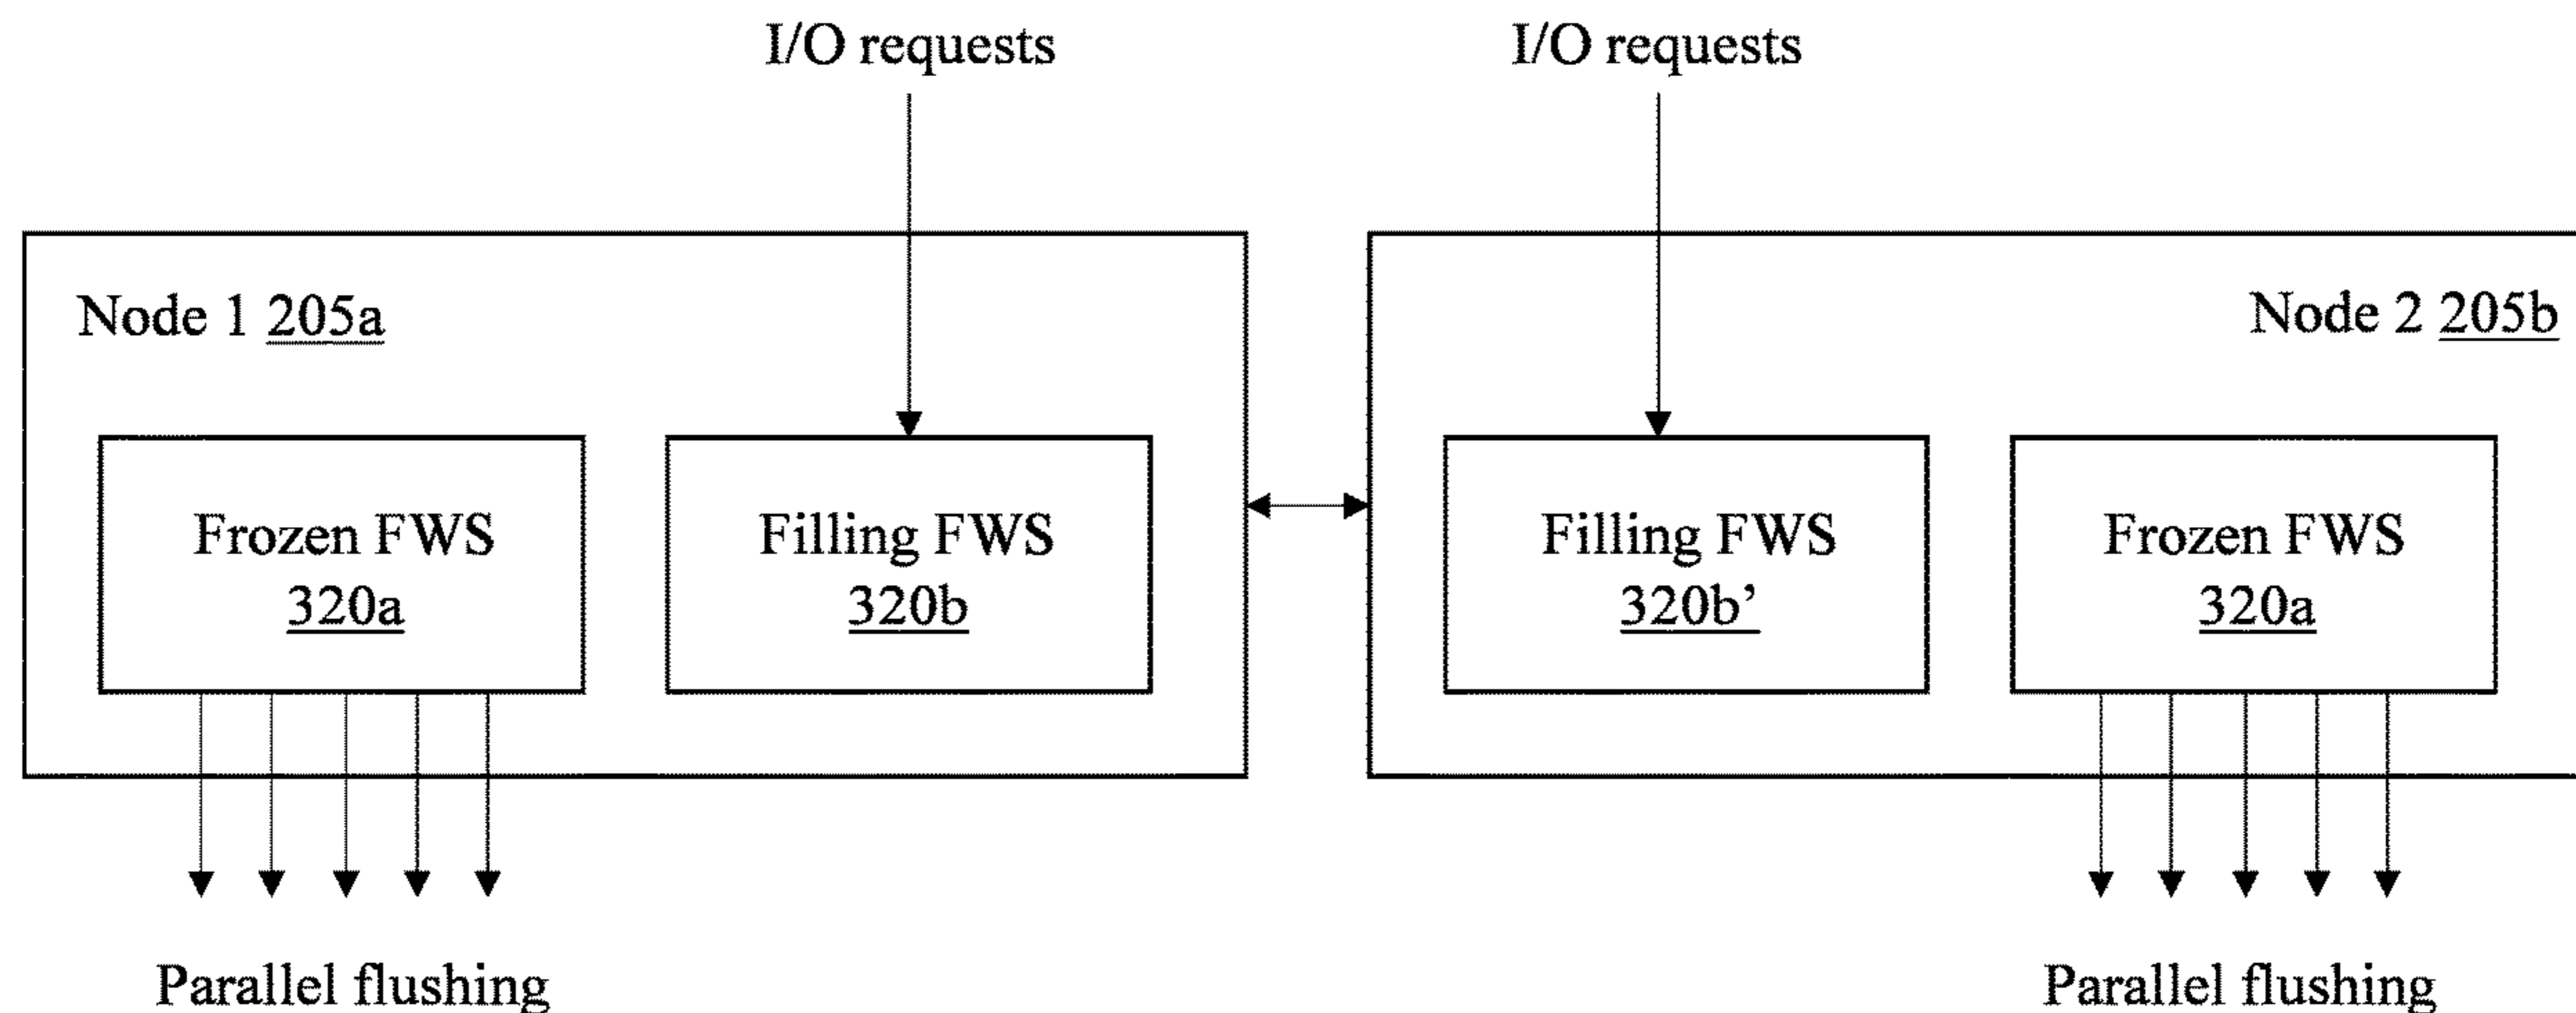 I/O requests
I/O requests
Node 1 205a
Node 2 205b
Frozen FWS
320a
Filling FWS
320b
Filling FWS
320b’
Frozen FWS
320a
Parallel flushing
Parallel flushing